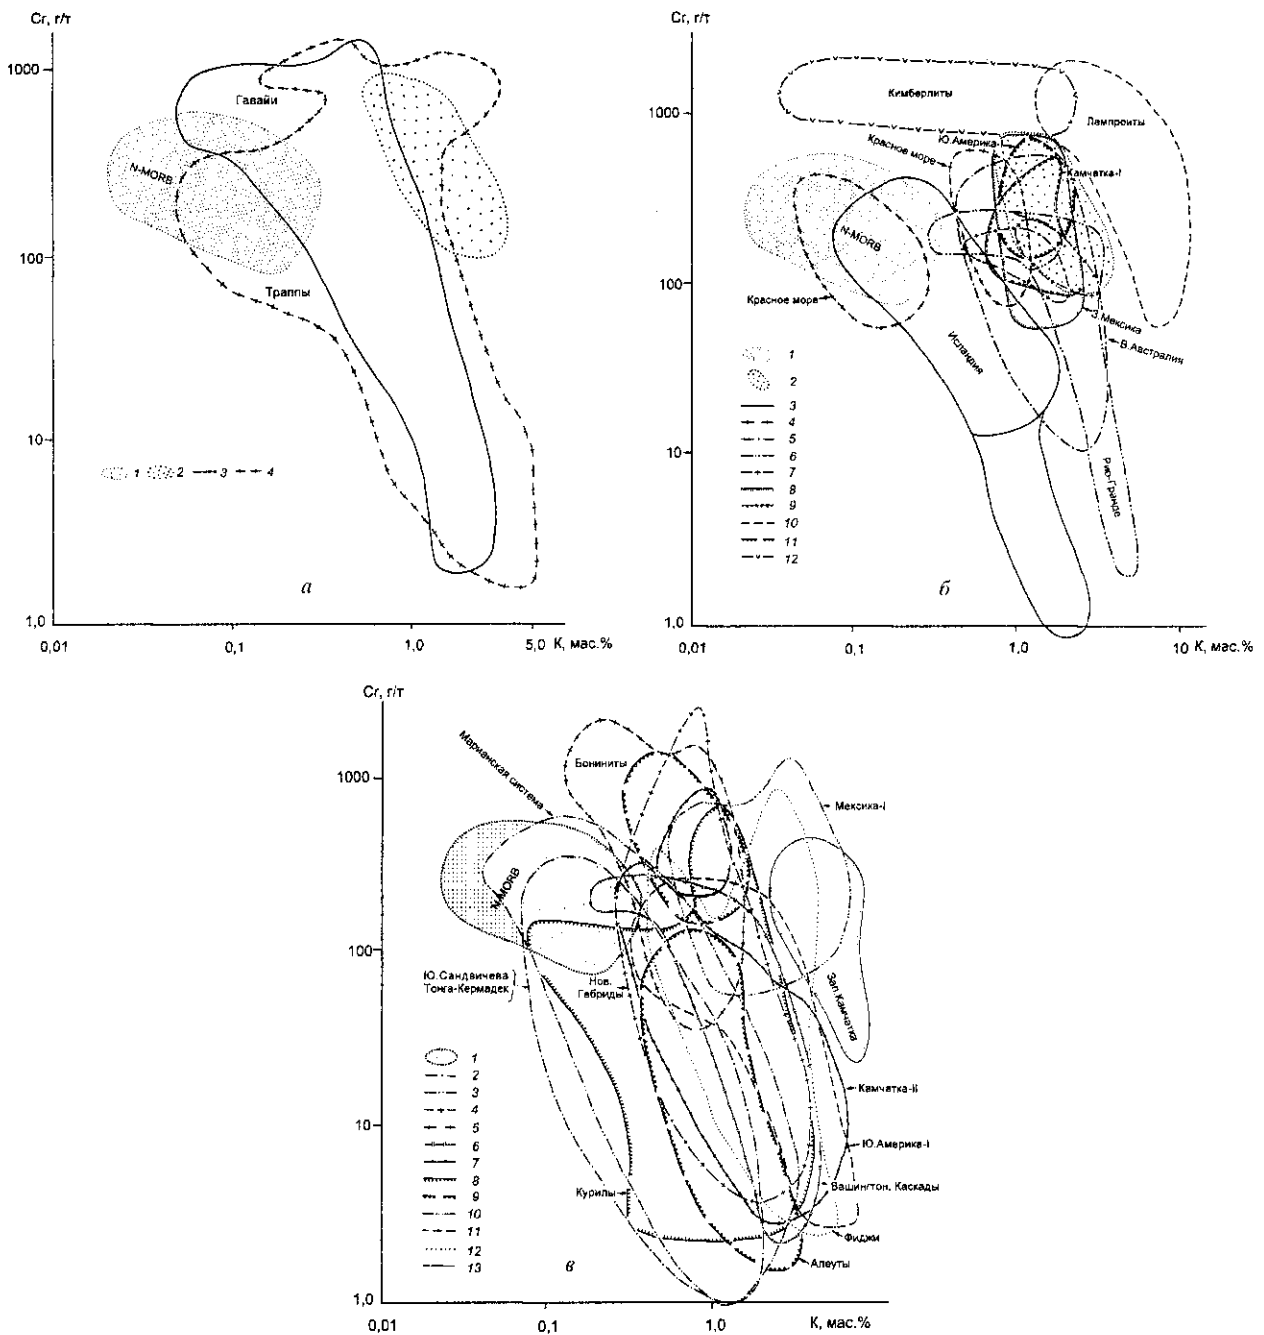 Cr, г/т
1000
100
10
1,0
0,01
0,1
1,0
5,0 К, мас.%
Гавайи
N-MORB
Траппы
1 2 3 4
а
Cr, г/т
1000
100
10
1,0
0,01
0,1
1,0
10 К, мас.%
Кимберлиты
Лампроиты
Ю.Америка
Красное море
Камчатка-I
N-MORB
Красное море
З.Мексика
В.Австралия
Исландия
Рио-Гранде
1
2
3
4
5
6
7
8
9
10
11
12
б
Cr, г/т
1000
100
10
1,0
0,01
0,1
1,0
К, мас.%
Марианская система
Бониниты
Мексика-I
N-MORB
Ю.Сандвичева
Тонга-Кермадек
Нов.
Гебриды
Зап.Камчатка
Камчатка-II
Ю.Америка-I
Вашингтон, Каскады
Курилы
Фиджи
Алеуты
1
2
3
4
5
6
7
8
9
10
11
12
13
в